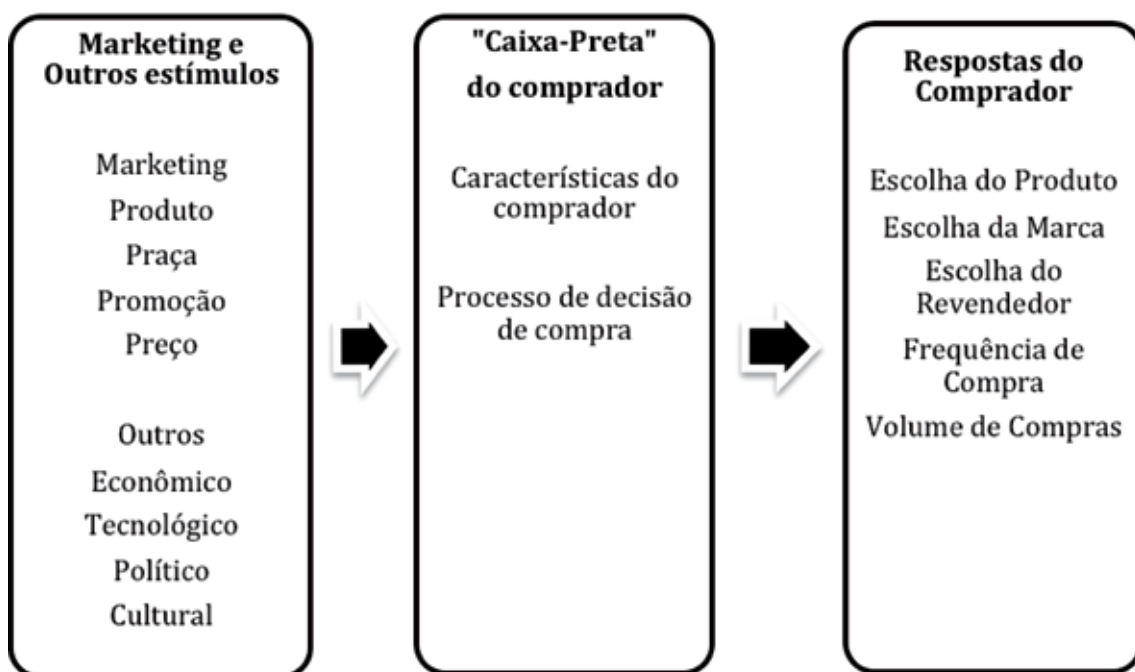 Marketing e
Outros estímulos
Marketing
Produto
Praça
Promoção
Preço
Outros
Econômico
Tecnológico
Político
Cultural
"Caixa-Preta"
do comprador
Características do
comprador
Processo de decisão
de compra
Respostas do
Comprador
Escolha do Produto
Escolha da Marca
Escolha do
Revendedor
Frequência de
Compra
Volume de Compras